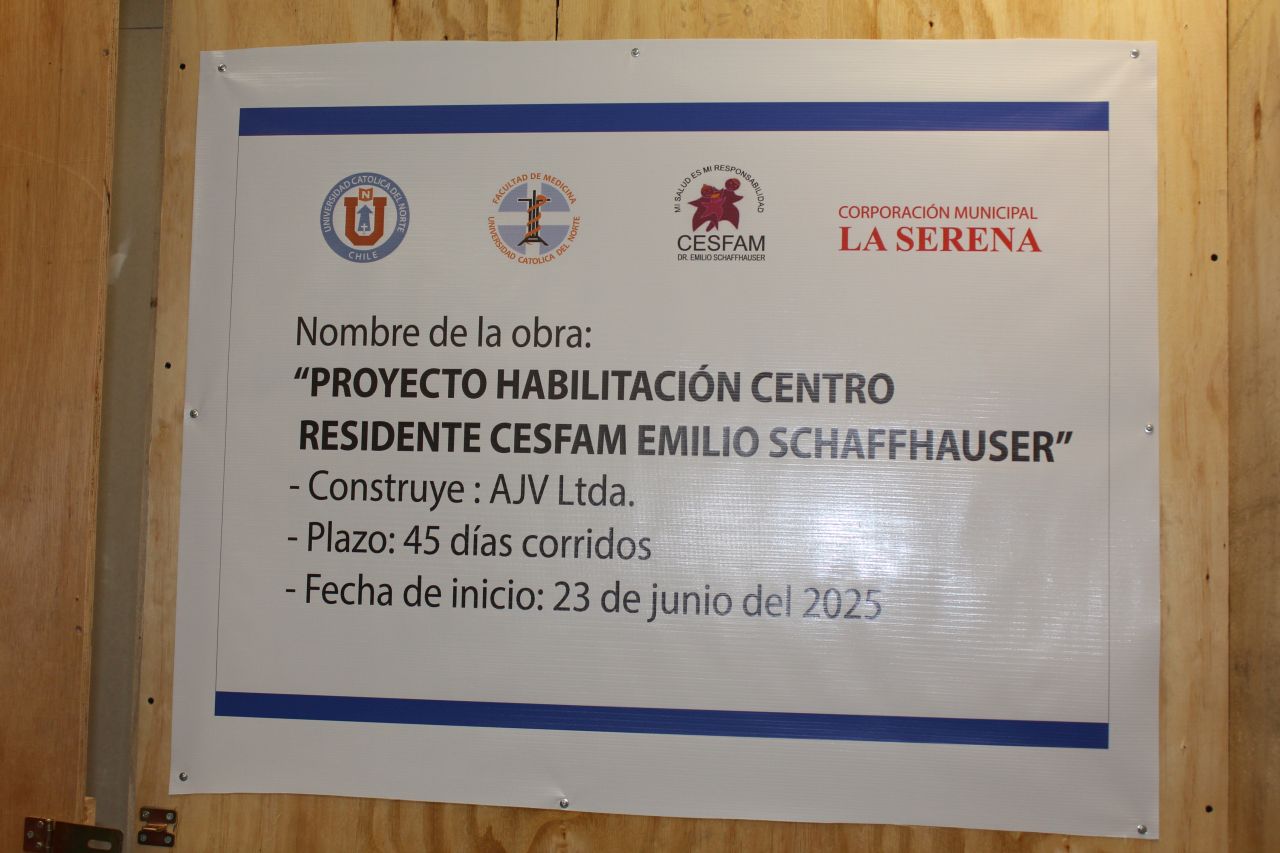 UNIVERSIDAD CATOLICA DEL NORTE
N
U
CHILE
FACULTAD DE MEDICINA
UNIVERSIDAD CATOLICA DEL NORTE
MI SALUD ES MI RESPONSABILIDAD
CESFAM
DR. EMILIO SCHAFFHAUSER
CORPORACIÓN MUNICIPAL
LA SERENA
Nombre de la obra:
“PROYECTO HABILITACIÓN CENTRO
RESIDENTE CESFAM EMILIO SCHAFFHAUSER”
- Construye : AJV Ltda.
- Plazo: 45 días corridos
- Fecha de inicio: 23 de junio del 2025